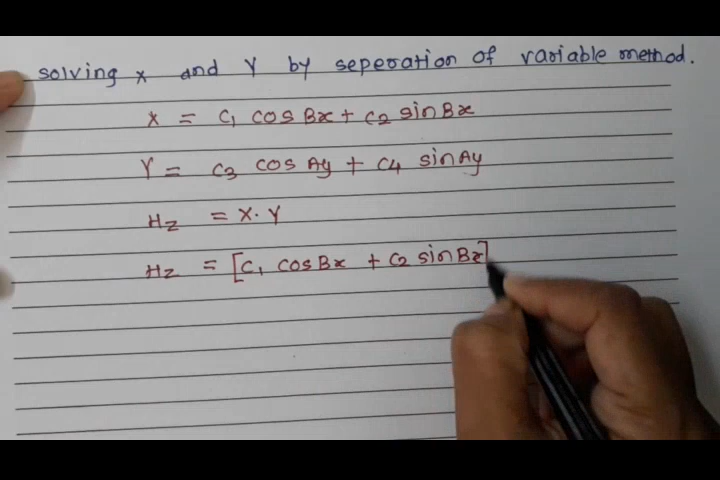 solving x and Y by seperation of variable method.
X = C₁ cos Bx + C₂ sin Bx
Y = C₃ cos Ay + C₄ sin Ay
Hz = X. Y
Hz = [C₁ cos Bx + C₂ sin Bx]